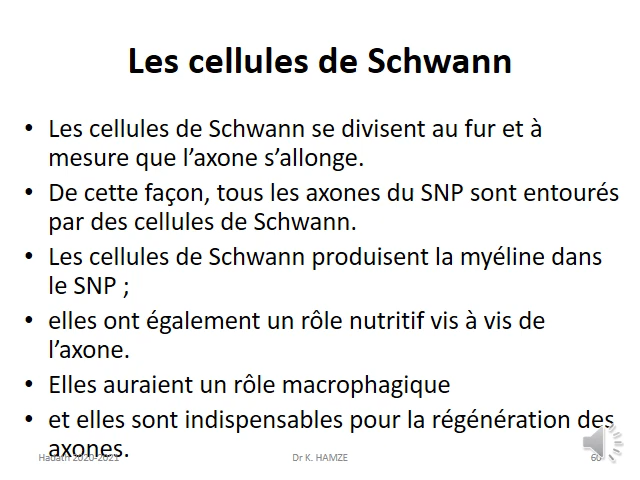 Les cellules de Schwann
• Les cellules de Schwann se divisent au fur et à
mesure que l’axone s’allonge.
• De cette façon, tous les axones du SNP sont entourés
par des cellules de Schwann.
• Les cellules de Schwann produisent la myéline dans
le SNP ;
• elles ont également un rôle nutritif vis à vis de
l’axone.
• Elles auraient un rôle macrophagique
• et elles sont indispensables pour la régénération des
axones.
Hadath 2020-2021 Dr K. HAMZE 60